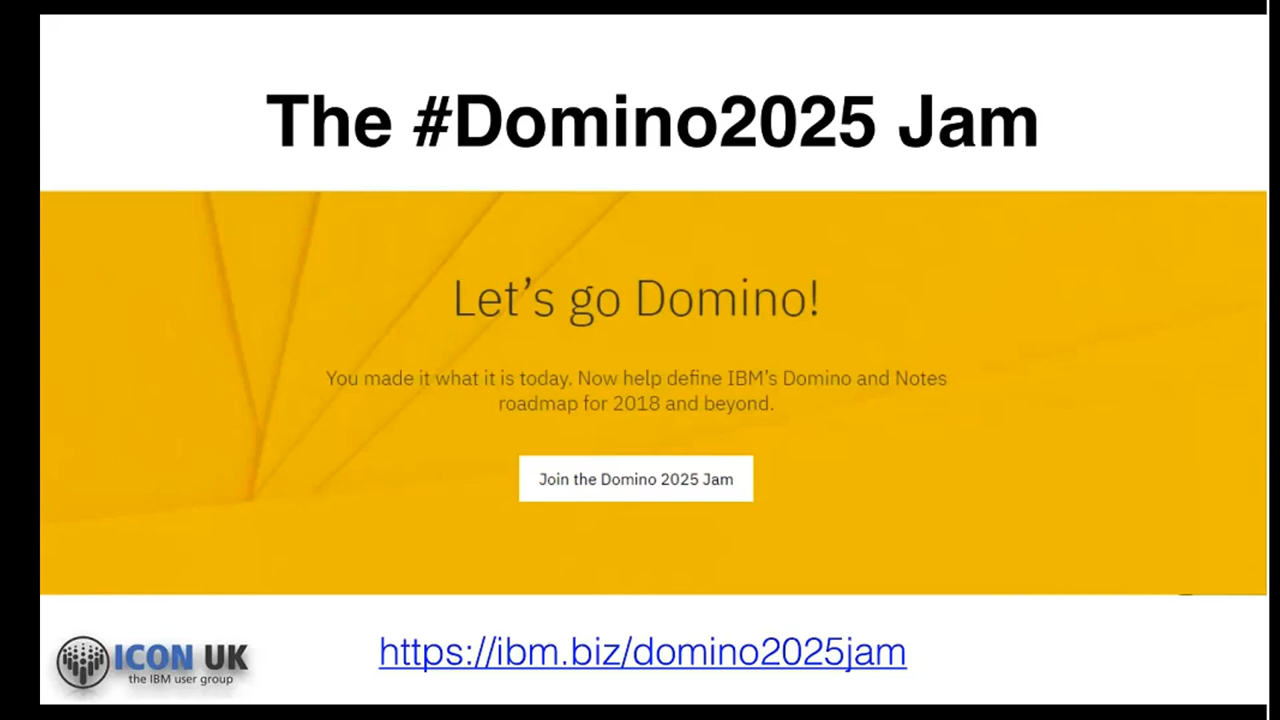 The #Domino2025 Jam
Let's go Domino!
You made it what it is today. Now help define IBM's Domino and Notes
roadmap for 2018 and beyond.
Join the Domino 2025 Jam
ICON UK
the IBM user group
https://ibm.biz/domino2025jam